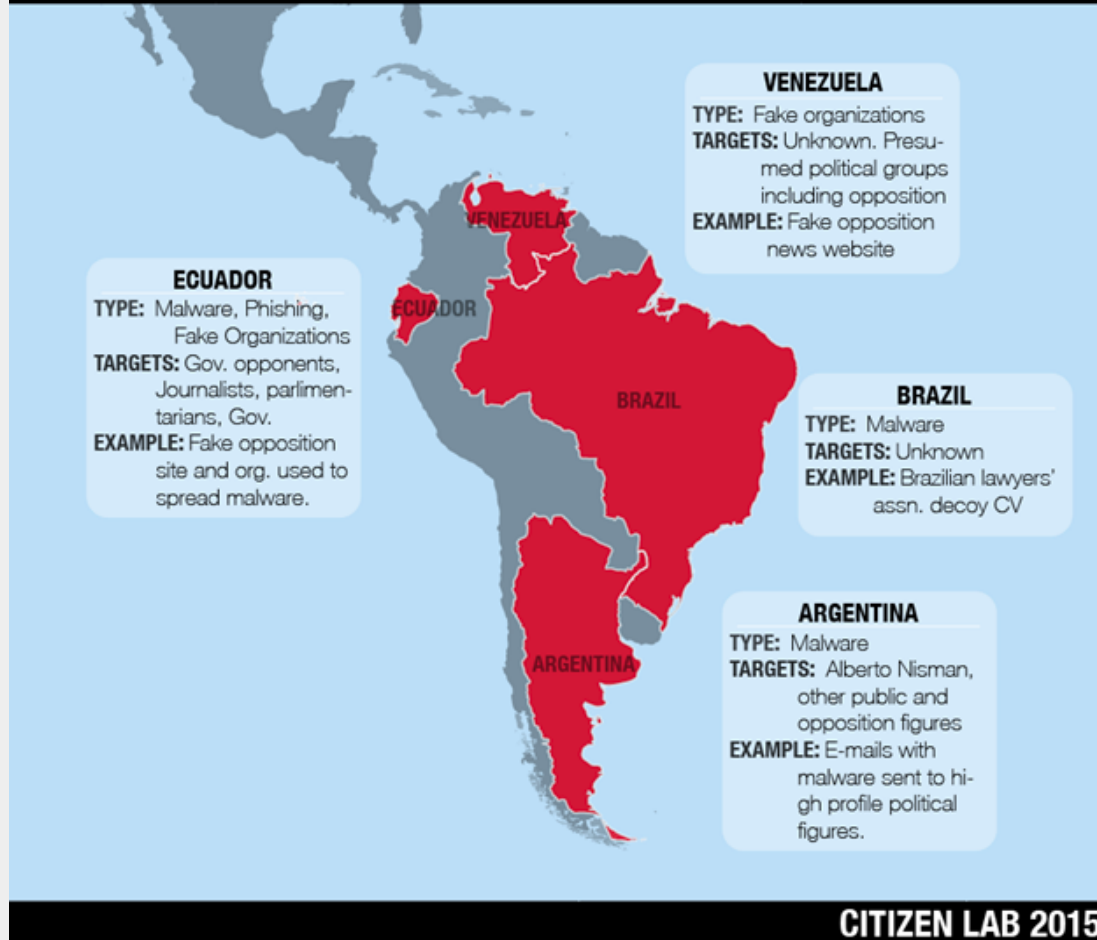 VENEZUELA
TYPE: Fake organizations
TARGETS: Unknown. Presu-
med political groups
including opposition
EXAMPLE: Fake opposition
news website
VENEZUELA
ECUADOR
TYPE: Malware, Phishing,
Fake Organizations
TARGETS: Gov. opponents,
Journalists, parlimen-
tarians, Gov.
EXAMPLE: Fake opposition
site and org. used to
spread malware.
ECUADOR
BRAZIL
BRAZIL
TYPE: Malware
TARGETS: Unknown
EXAMPLE: Brazilian lawyers'
assn. decoy CV
ARGENTINA
ARGENTINA
TYPE: Malware
TARGETS: Alberto Nisman,
other public and
opposition figures
EXAMPLE: E-mails with
malware sent to hi-
gh profile political
figures.
CITIZEN LAB 2015